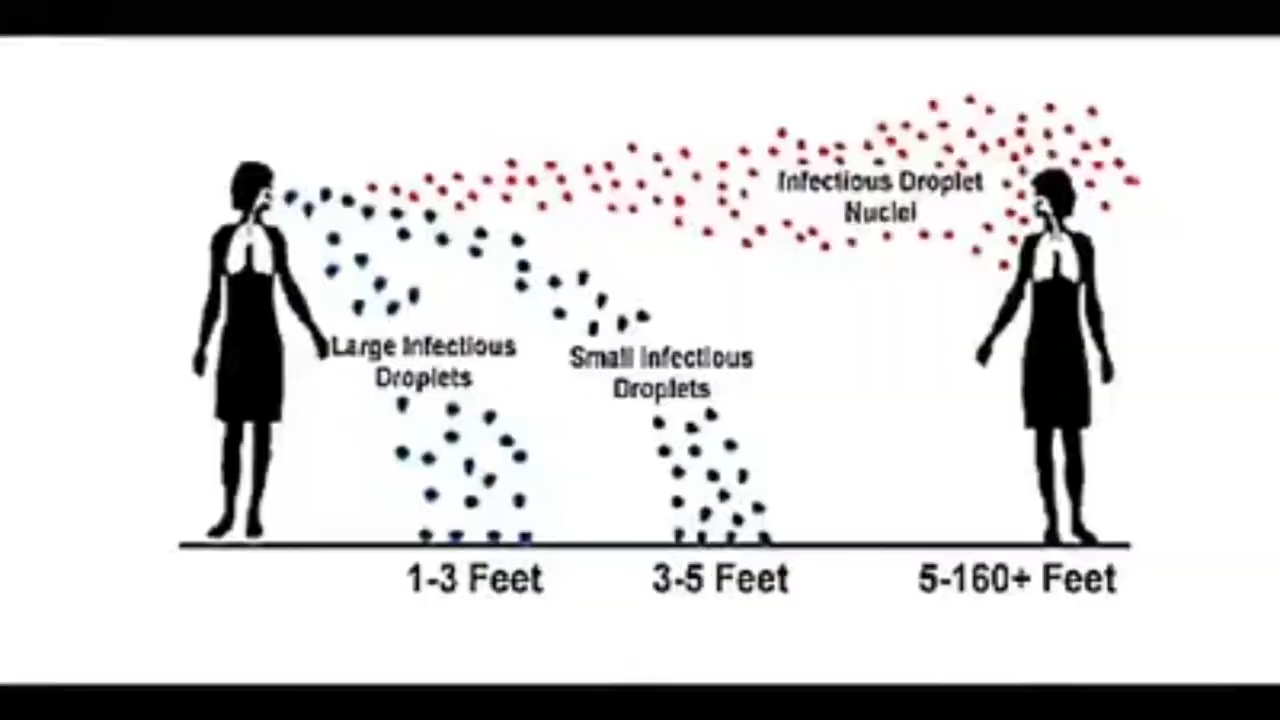 Infectious Droplet
Nuclei
Large Infectious
Droplets
Small Infectious
Droplets
1-3 Feet
3-5 Feet
5-160+ Feet